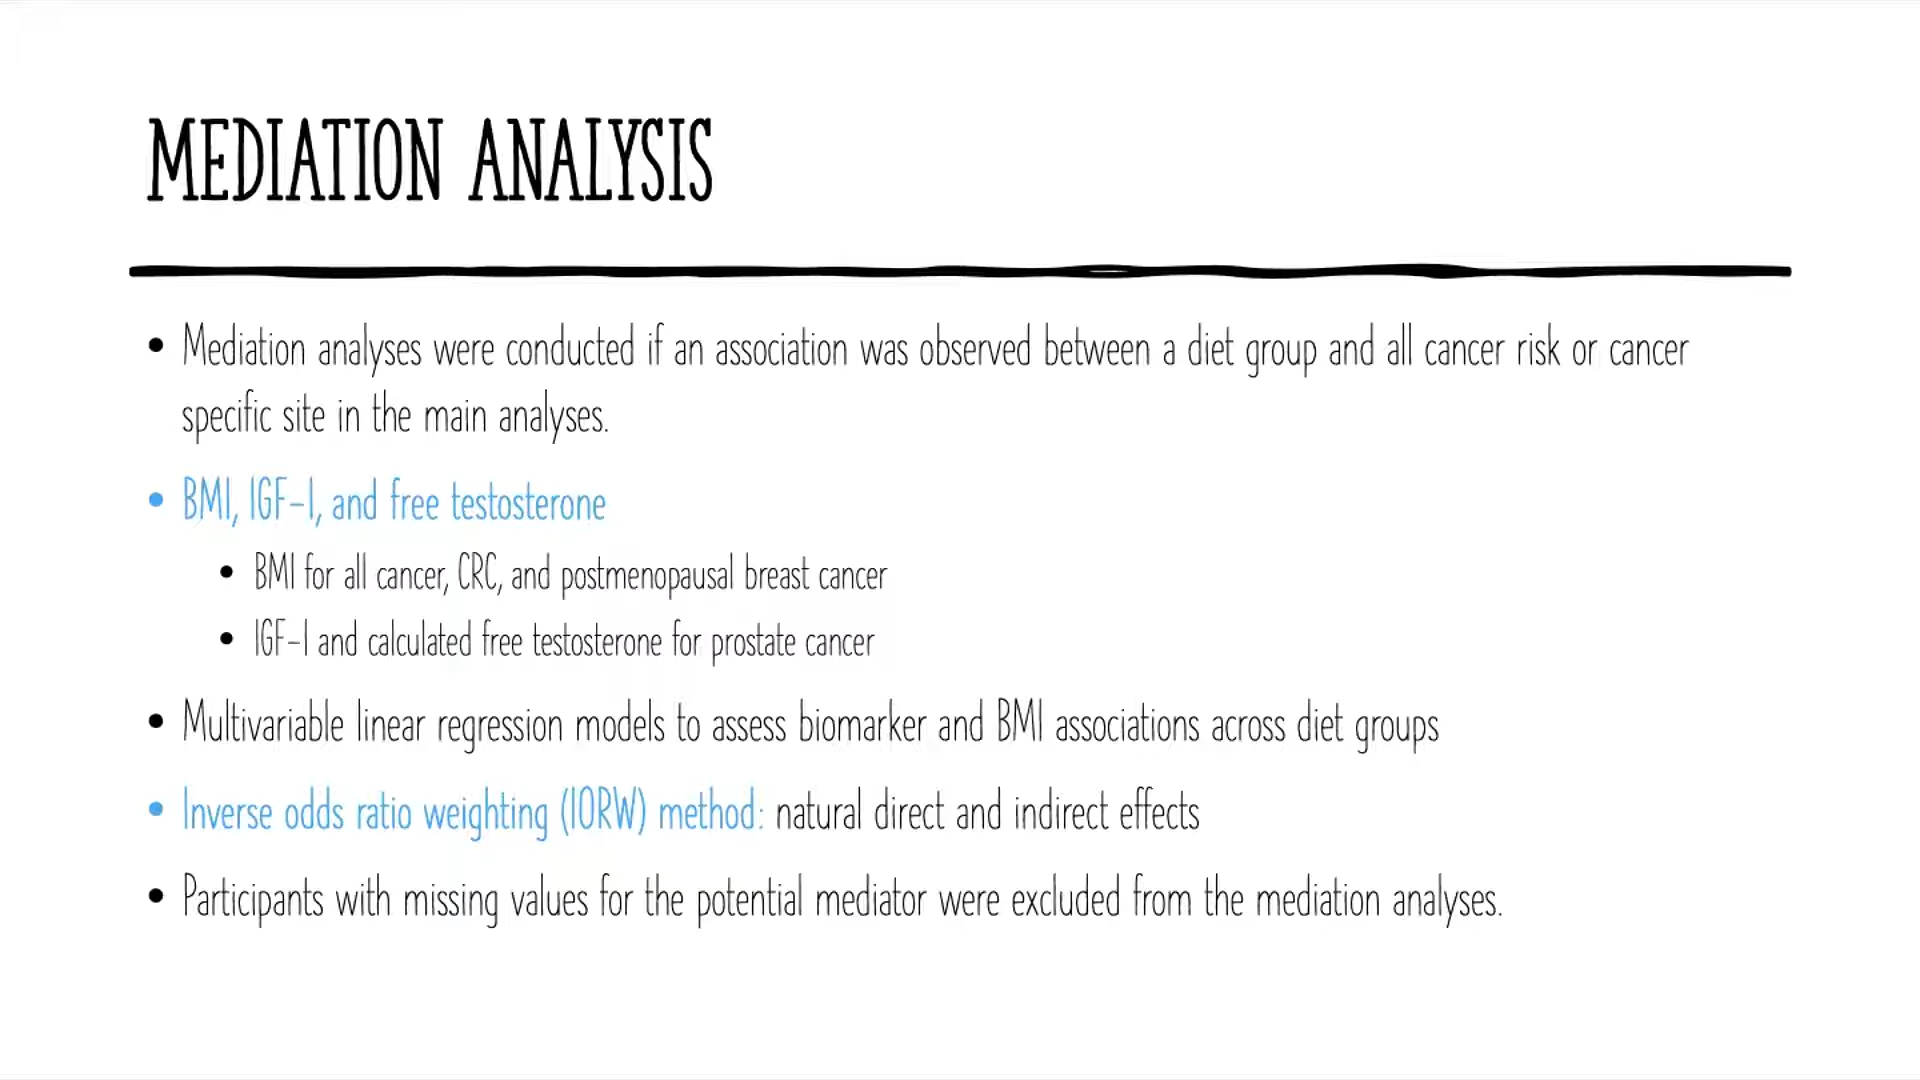 MEDIATION ANALYSIS
• Mediation analyses were conducted if an association was observed between a diet group and all cancer risk or cancer
specific site in the main analyses.
• BMI, IGF-I, and free testosterone
• BMI for all cancer, CRC, and postmenopausal breast cancer
• IGF-I and calculated free testosterone for prostate cancer
• Multivariable linear regression models to assess biomarker and BMI associations across diet groups
• Inverse odds ratio weighting (IORW) method: natural direct and indirect effects
• Participants with missing values for the potential mediator were excluded from the mediation analyses.